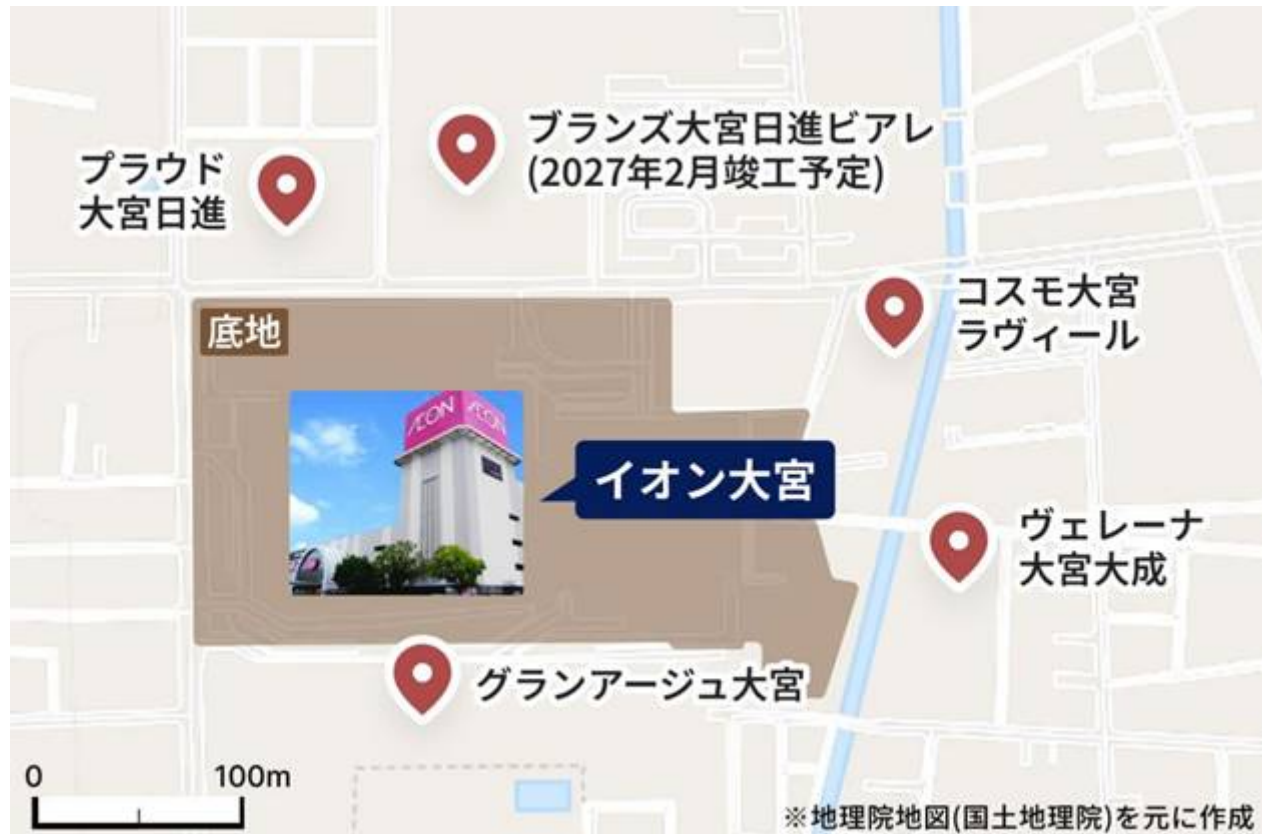 ブランズ大宮日進ピアレ
(2027年2月竣工予定)
プラウド
大宮日進
コスモ大宮
ラヴィール
底地
ÆON
ÆON
イオン大宮
ヴェレーナ
大宮大成
グランアージュ大宮
0
100m
※地理院地図(国土地理院)を元に作成